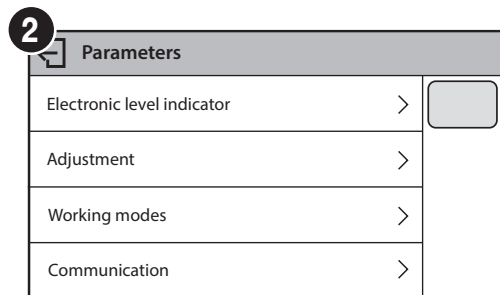 2
Parameters
Electronic level indicator
Adjustment
Working modes
Communication